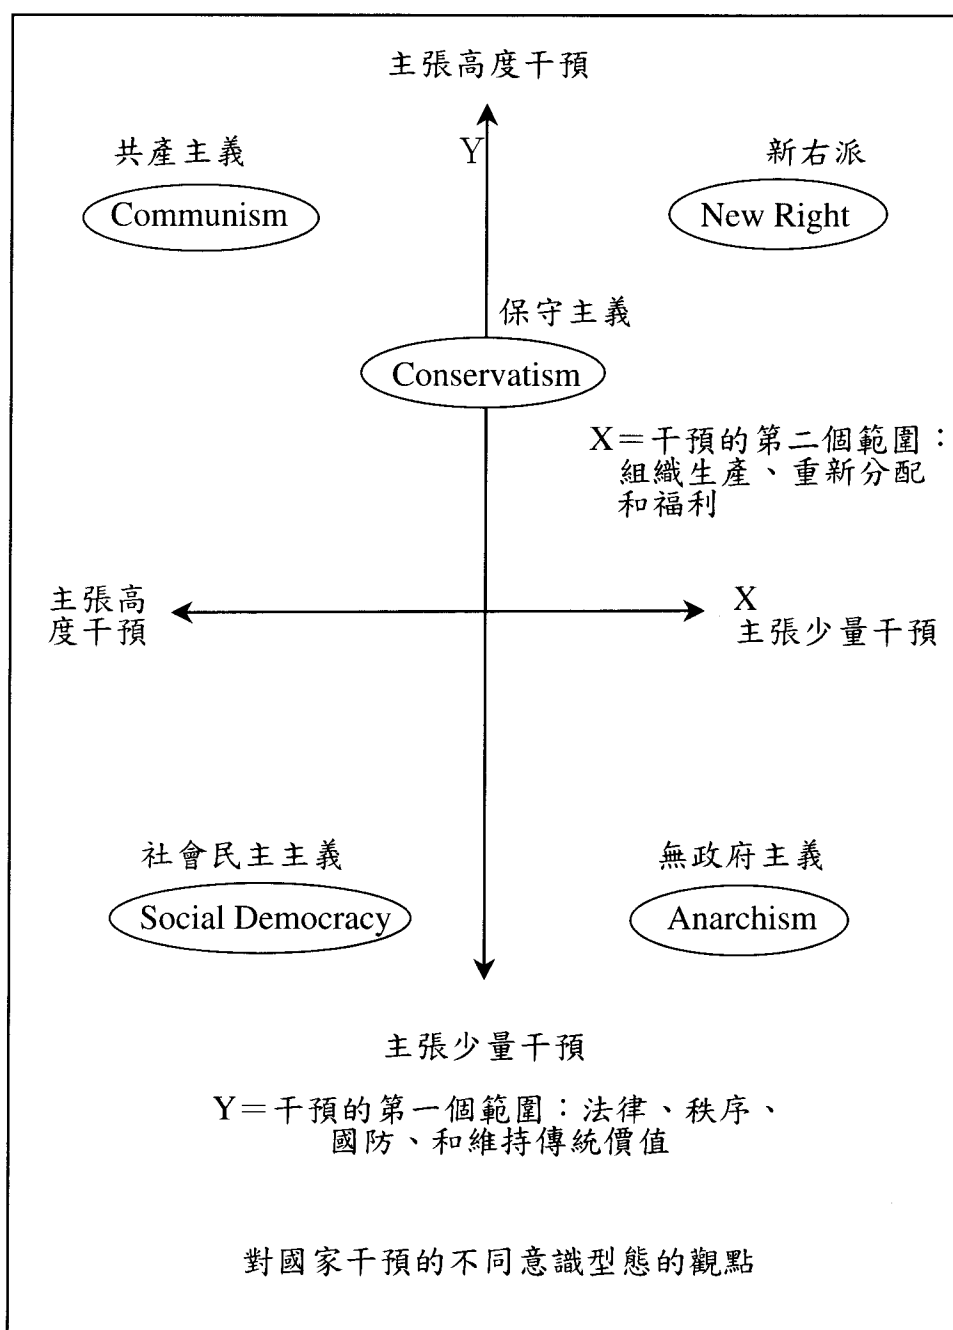 主張高度干預
Y
共產主義
新右派
Communism
New Right
保守主義
Conservatism
X＝干預的第二個範圍：
組織生產、重新分配
和福利
主張高
度干預
X
主張少量干預
社會民主主義
無政府主義
Social Democracy
Anarchism
主張少量干預
Y＝干預的第一個範圍：法律、秩序、
國防、和維持傳統價值
對國家干預的不同意識型態的觀點